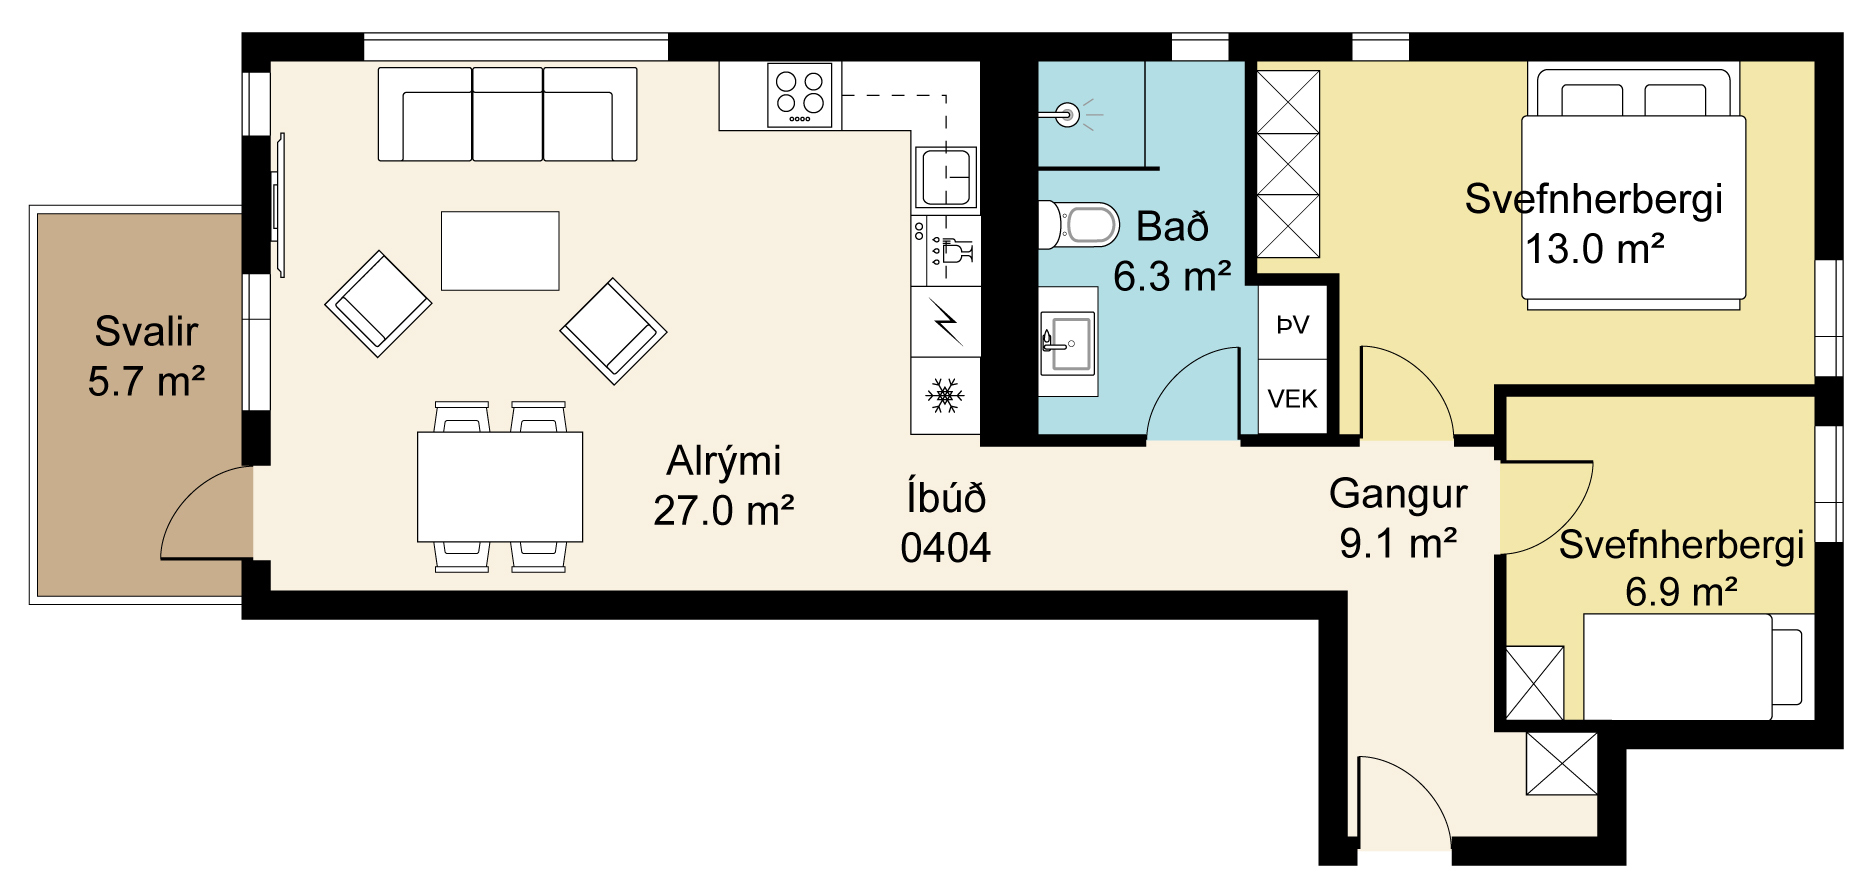 Svefnherbergi
13.0 m²
Bað
6.3 m²
Svalir
5.7 m²
ÞV
VEK
Alrými
27.0 m²
Íbúð
0404
Gangur
9.1 m²
Svefnherbergi
6.9 m²